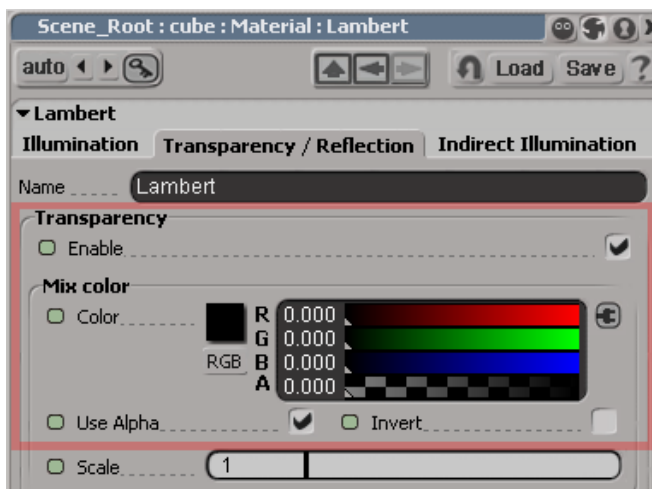 Scene_Root : cube : Material : Lambert
auto Load Save ?
Lambert
Illumination Transparency / Reflection Indirect Illumination
Name Lambert
Transparency
Enable
Mix color
Color R 0.000
G 0.000
RGB B 0.000
A 0.000
Use Alpha Invert
Scale 1